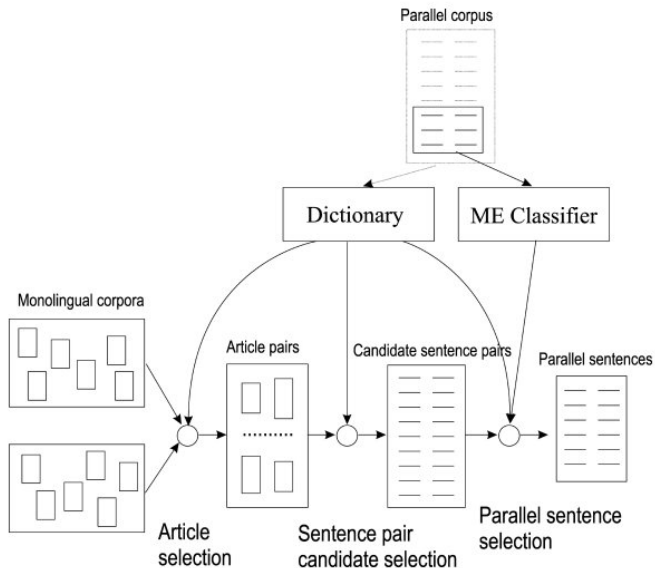 Parallel corpus
Dictionary
ME Classifier
Monolingual corpora
Article pairs
Candidate sentence pairs
Parallel sentences
Article
selection
Sentence pair
candidate selection
Parallel sentence
selection